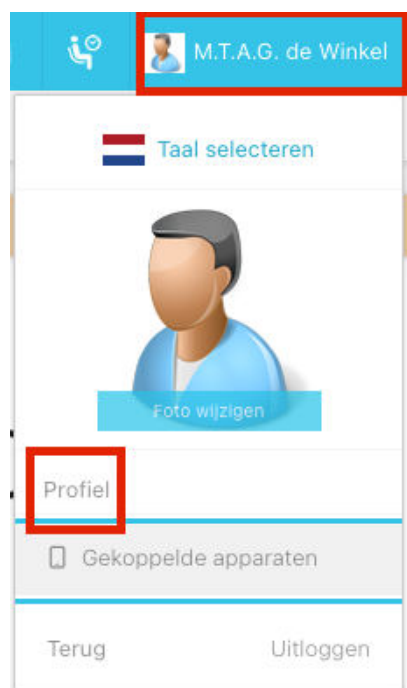 M.T.A.G. de Winkel
Taal selecteren
Foto wijzigen
Profiel
Gekoppelde apparaten
Terug Uitloggen